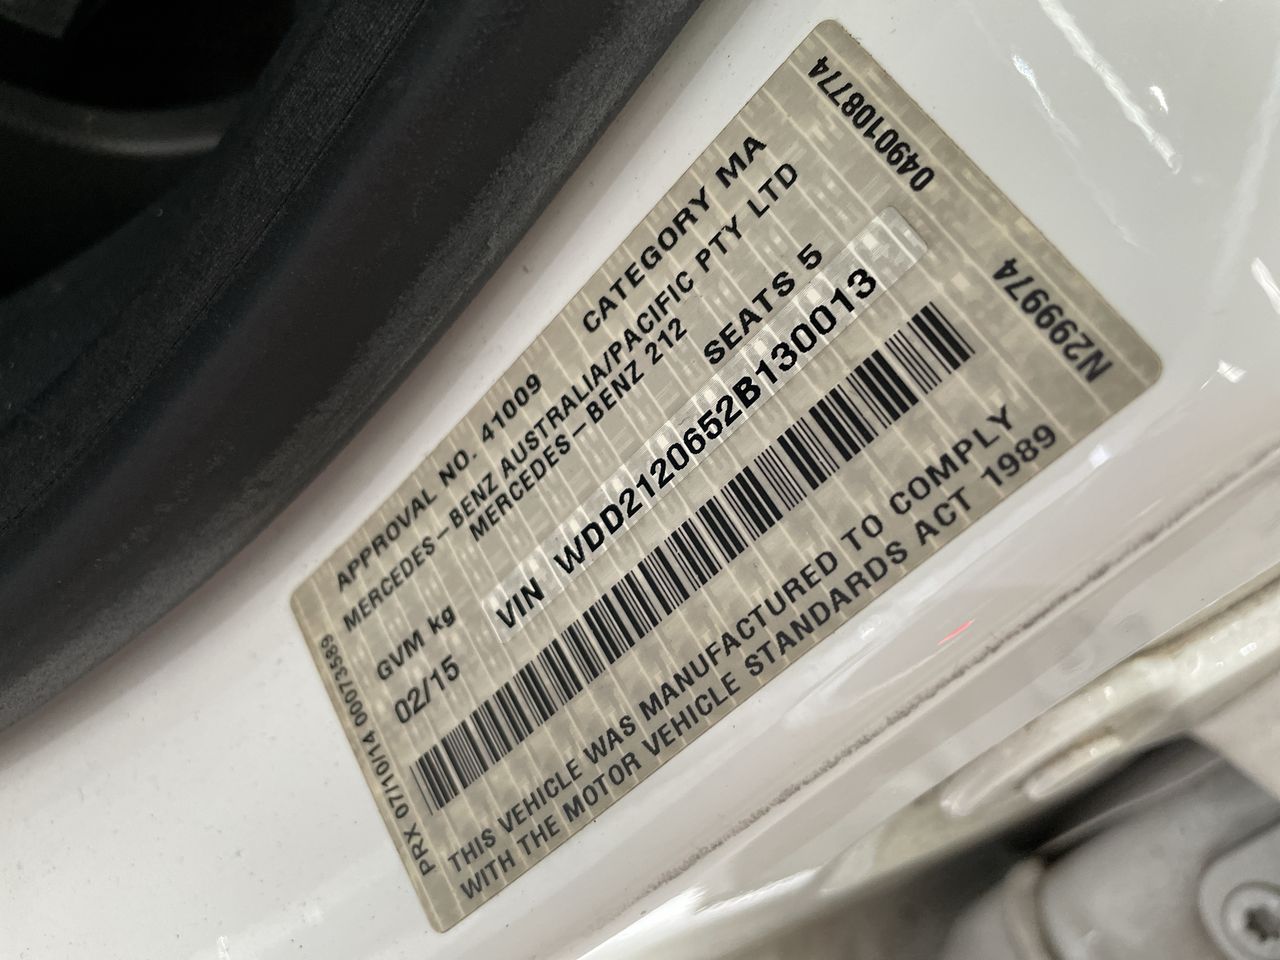 APPROVAL NO. 41009 CATEGORY MA
MERCEDES-BENZ AUSTRALIA/PACIFIC PTY LTD
MERCEDES-BENZ 212
GVM kg SEATS 5
02/15 VIN WDD2120652B130013
THIS VEHICLE WAS MANUFACTURED TO COMPLY
WITH THE MOTOR VEHICLE STANDARDS ACT 1989
PRX 07/10/14 00073589
0490108774
N299974